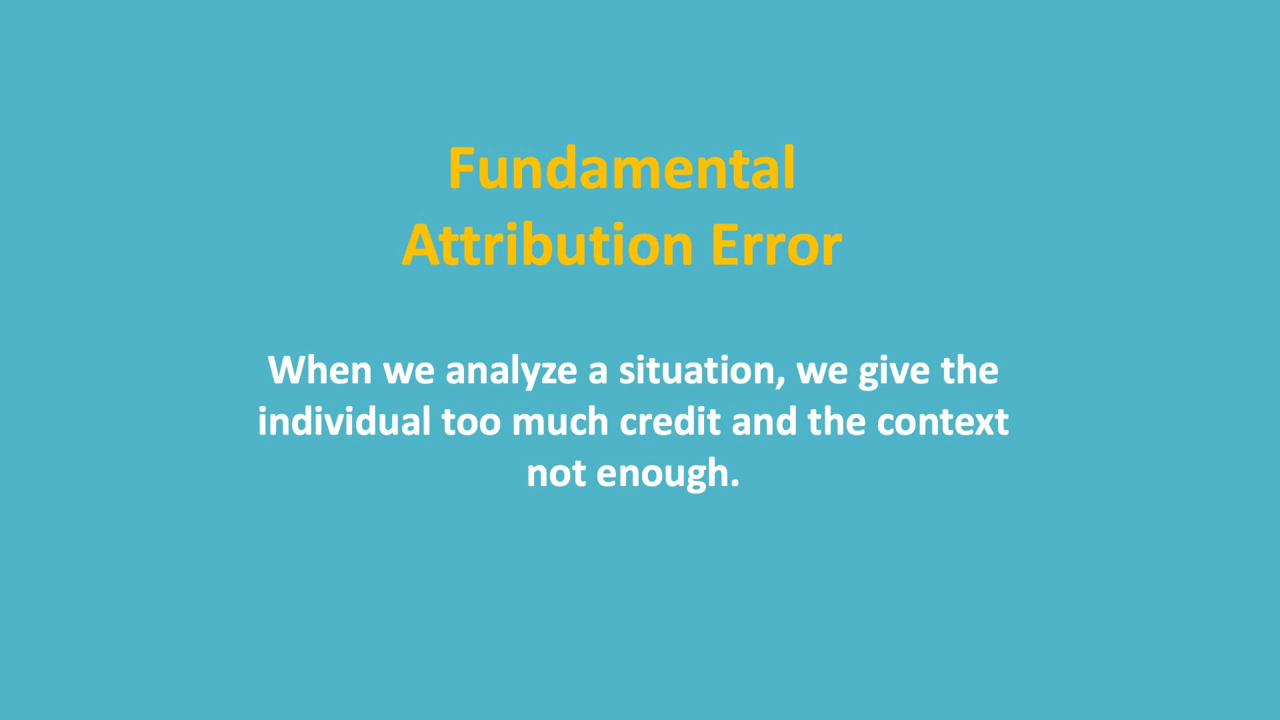 Fundamental
Attribution Error
When we analyze a situation, we give the
individual too much credit and the context
not enough.